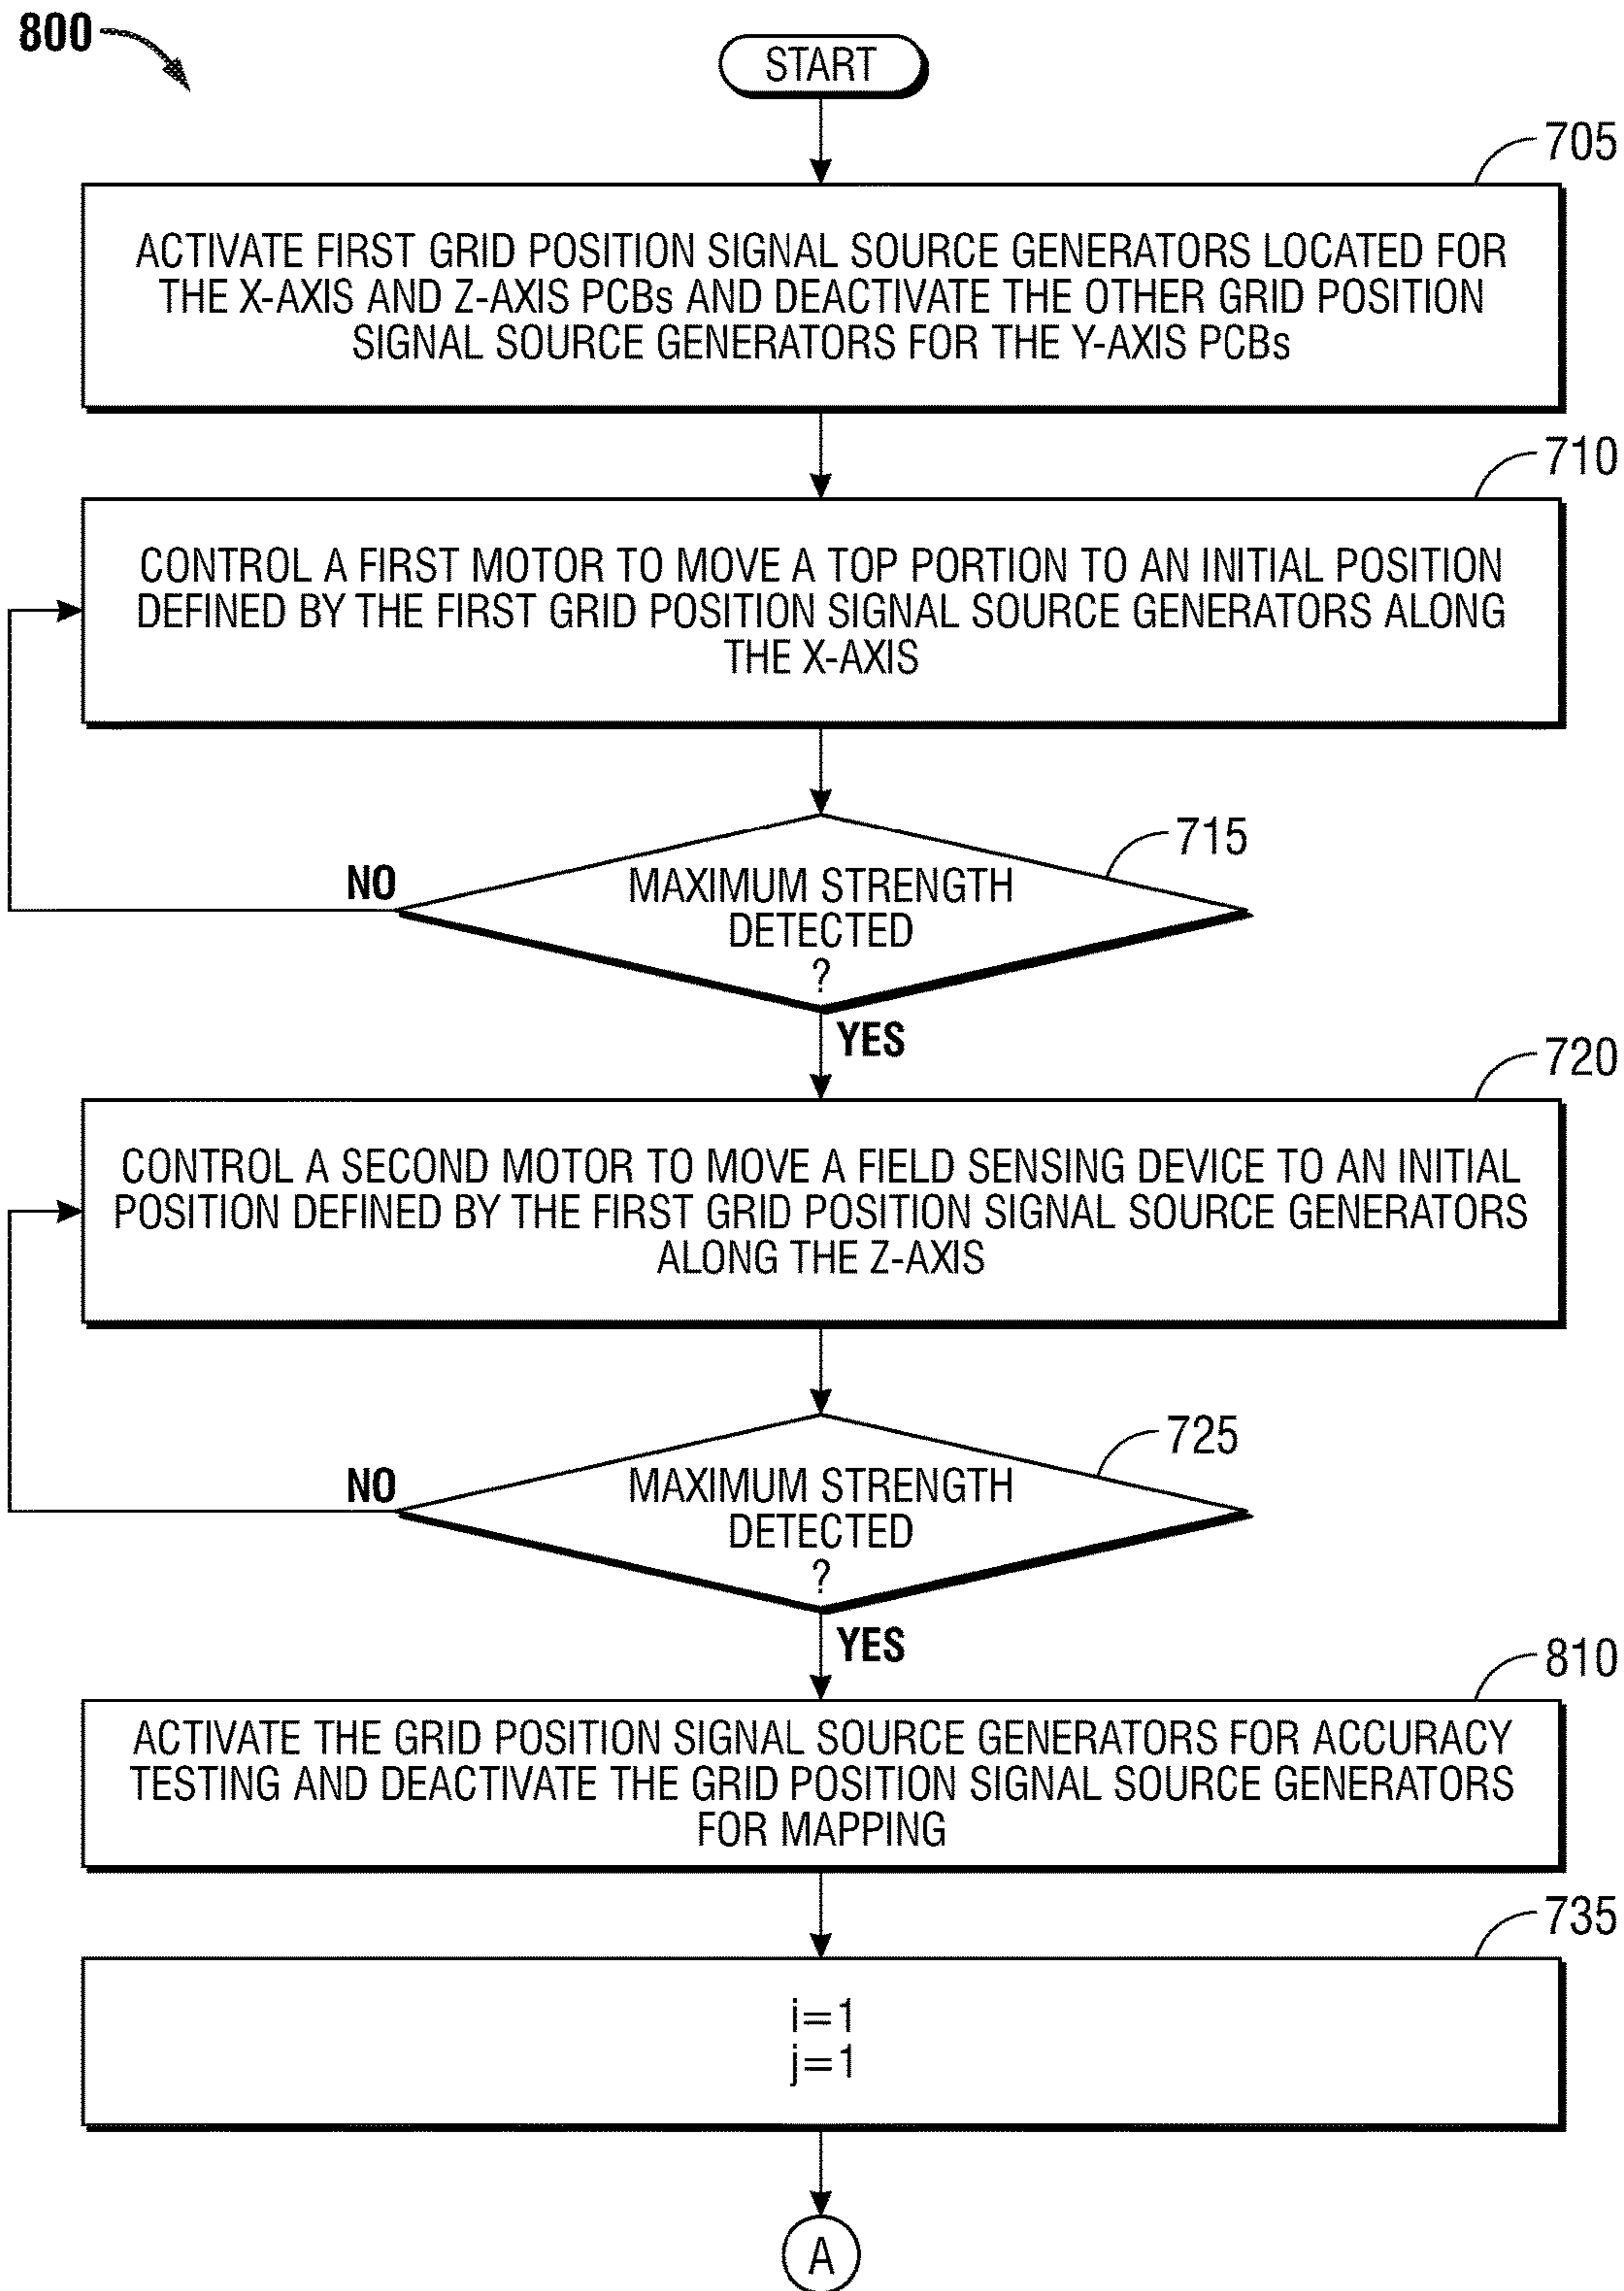 800
START
705
ACTIVATE FIRST GRID POSITION SIGNAL SOURCE GENERATORS LOCATED FOR
THE X-AXIS AND Z-AXIS PCBs AND DEACTIVATE THE OTHER GRID POSITION
SIGNAL SOURCE GENERATORS FOR THE Y-AXIS PCBs
710
CONTROL A FIRST MOTOR TO MOVE A TOP PORTION TO AN INITIAL POSITION
DEFINED BY THE FIRST GRID POSITION SIGNAL SOURCE GENERATORS ALONG
THE X-AXIS
715
NO
MAXIMUM STRENGTH
DETECTED
?
YES
720
CONTROL A SECOND MOTOR TO MOVE A FIELD SENSING DEVICE TO AN INITIAL
POSITION DEFINED BY THE FIRST GRID POSITION SIGNAL SOURCE GENERATORS
ALONG THE Z-AXIS
725
NO
MAXIMUM STRENGTH
DETECTED
?
YES
810
ACTIVATE THE GRID POSITION SIGNAL SOURCE GENERATORS FOR ACCURACY
TESTING AND DEACTIVATE THE GRID POSITION SIGNAL SOURCE GENERATORS
FOR MAPPING
735
i=1
j=1
A